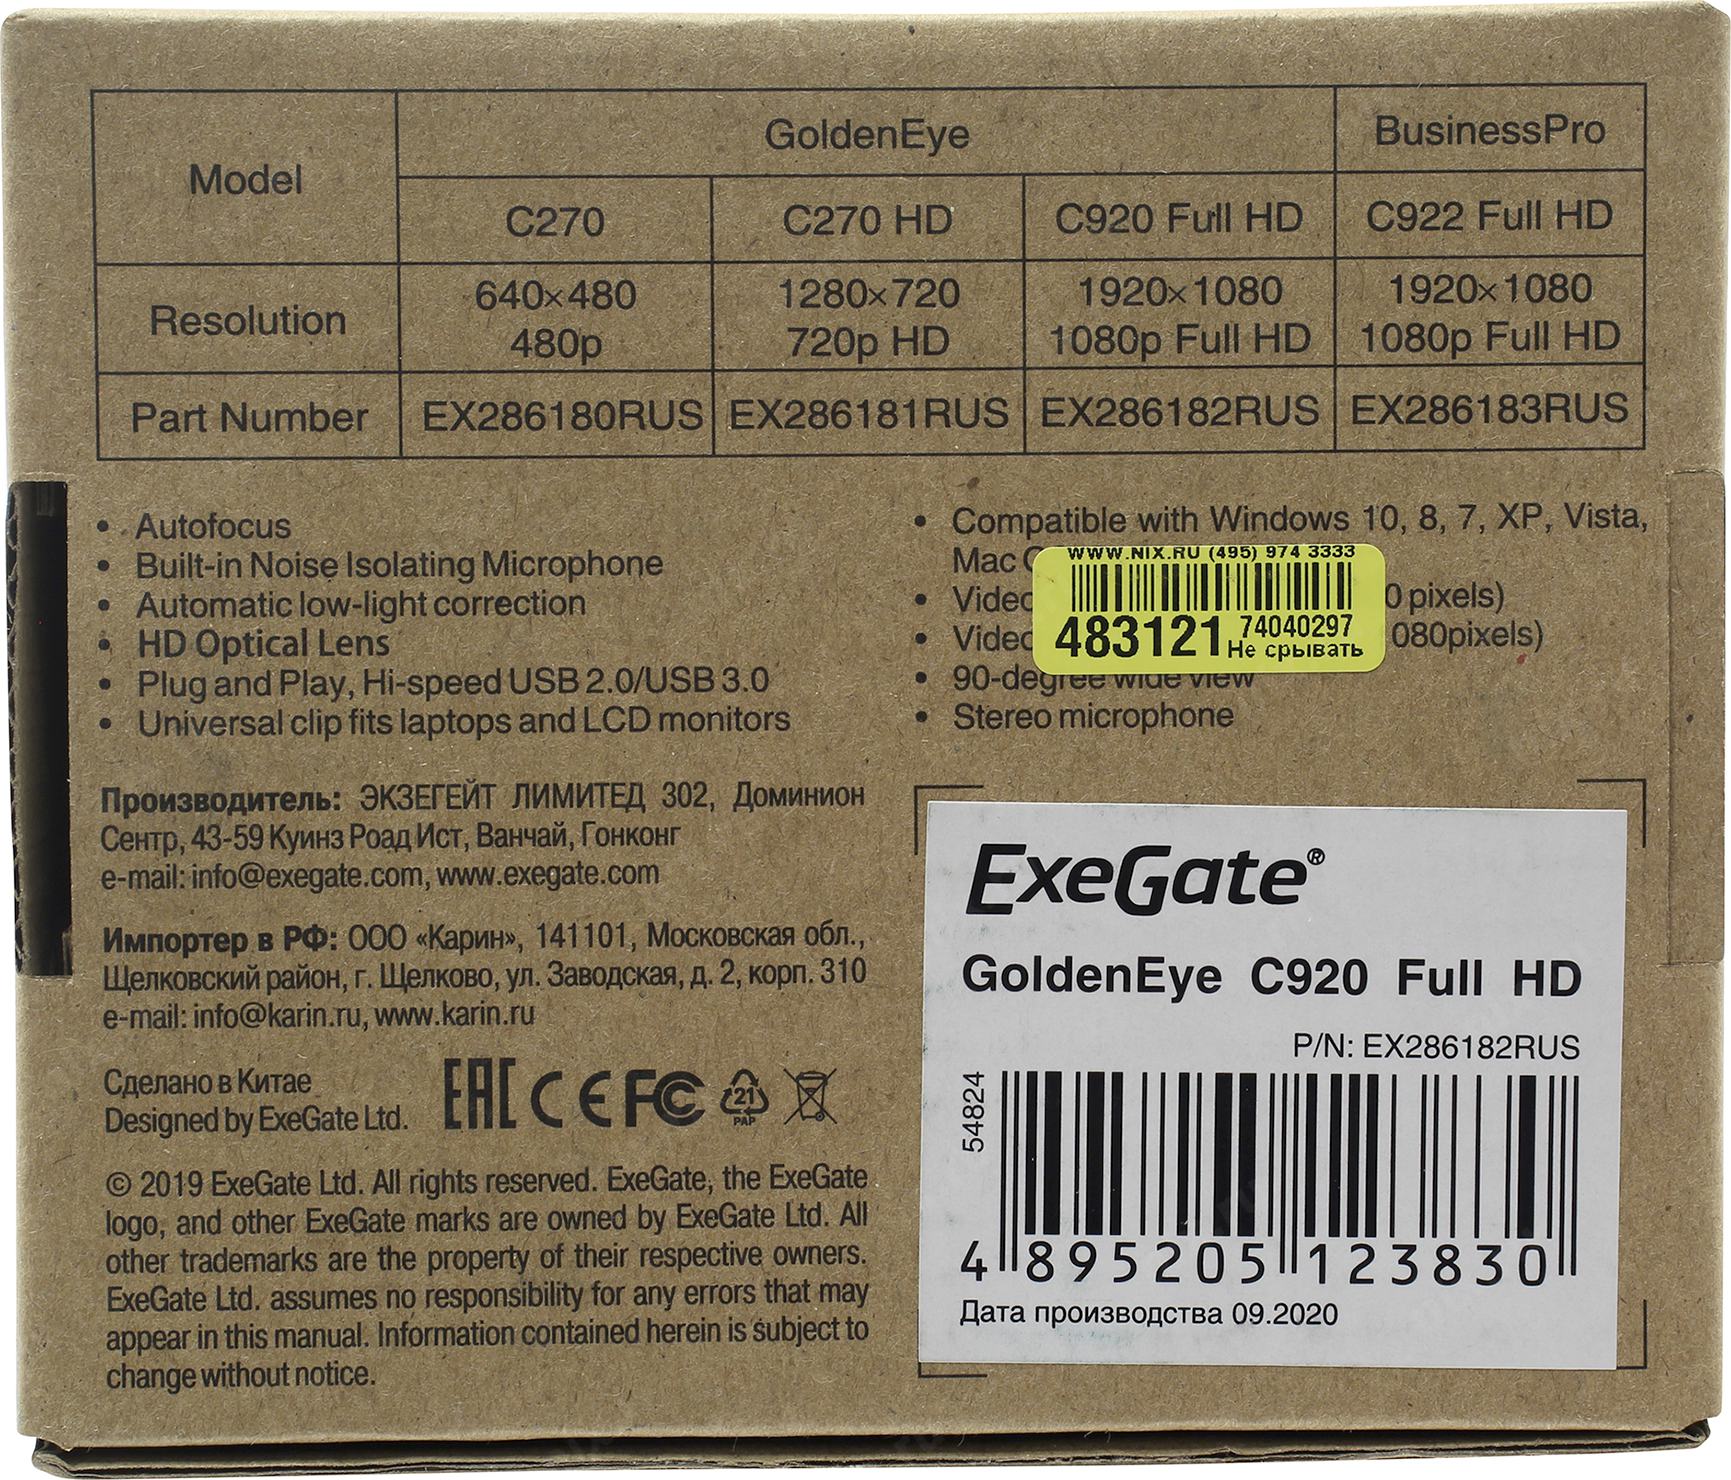 Model
GoldenEye
BusinessPro
C270
C270 HD
C920 Full HD
C922 Full HD
Resolution
640×480
480p
1280×720
720p HD
1920×1080
1080p Full HD
1920×1080
1080p Full HD
Part Number
EX286180RUS
EX286181RUS
EX286182RUS
EX286183RUS
• Autofocus
• Built-in Noise Isolating Microphone
• Automatic low-light correction
• HD Optical Lens
• Plug and Play, Hi-speed USB 2.0/USB 3.0
• Universal clip fits laptops and LCD monitors
• Compatible with Windows 10, 8, 7, XP, Vista,
Mac
0 pixels)
080pixels)
• 90-degree wide view
• Stereo microphone
WWW.NIX.RU (495) 974 3333
483121
74040297
Не срывать
Производитель: ЭКЗЕГЕЙТ ЛИМИТЕД 302, Доминион
Сентр, 43-59 Куинз Роад Ист, Ванчай, Гонконг
e-mail: info@exegate.com, www.exegate.com
Импортер в РФ: ООО «Карин», 141101, Московская обл.,
Щелковский район, г. Щелково, ул. Заводская, д. 2, корп. 310
e-mail: info@karin.ru, www.karin.ru
Сделано в Китае
Designed by ExeGate Ltd.
EAC CE FC 21
PAP
© 2019 ExeGate Ltd. All rights reserved. ExeGate, the ExeGate
logo, and other ExeGate marks are owned by ExeGate Ltd. All
other trademarks are the property of their respective owners.
ExeGate Ltd. assumes no responsibility for any errors that may
appear in this manual. Information contained herein is subject to
change without notice.
ExeGate®
GoldenEye C920 Full HD
P/N: EX286182RUS
54824
4 895205 123830
Дата производства 09.2020